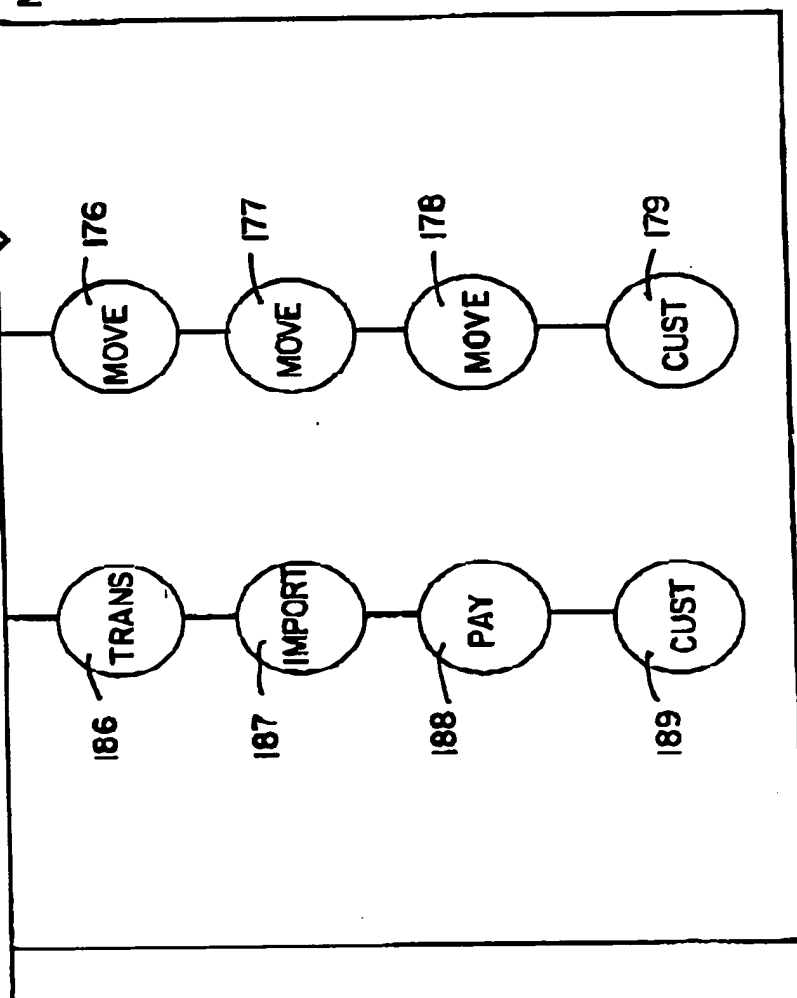 189
188
187
186
CUST
PAY
IMPORT
TRANS
CUST
MOVE
MOVE
MOVE
179
178
177
176